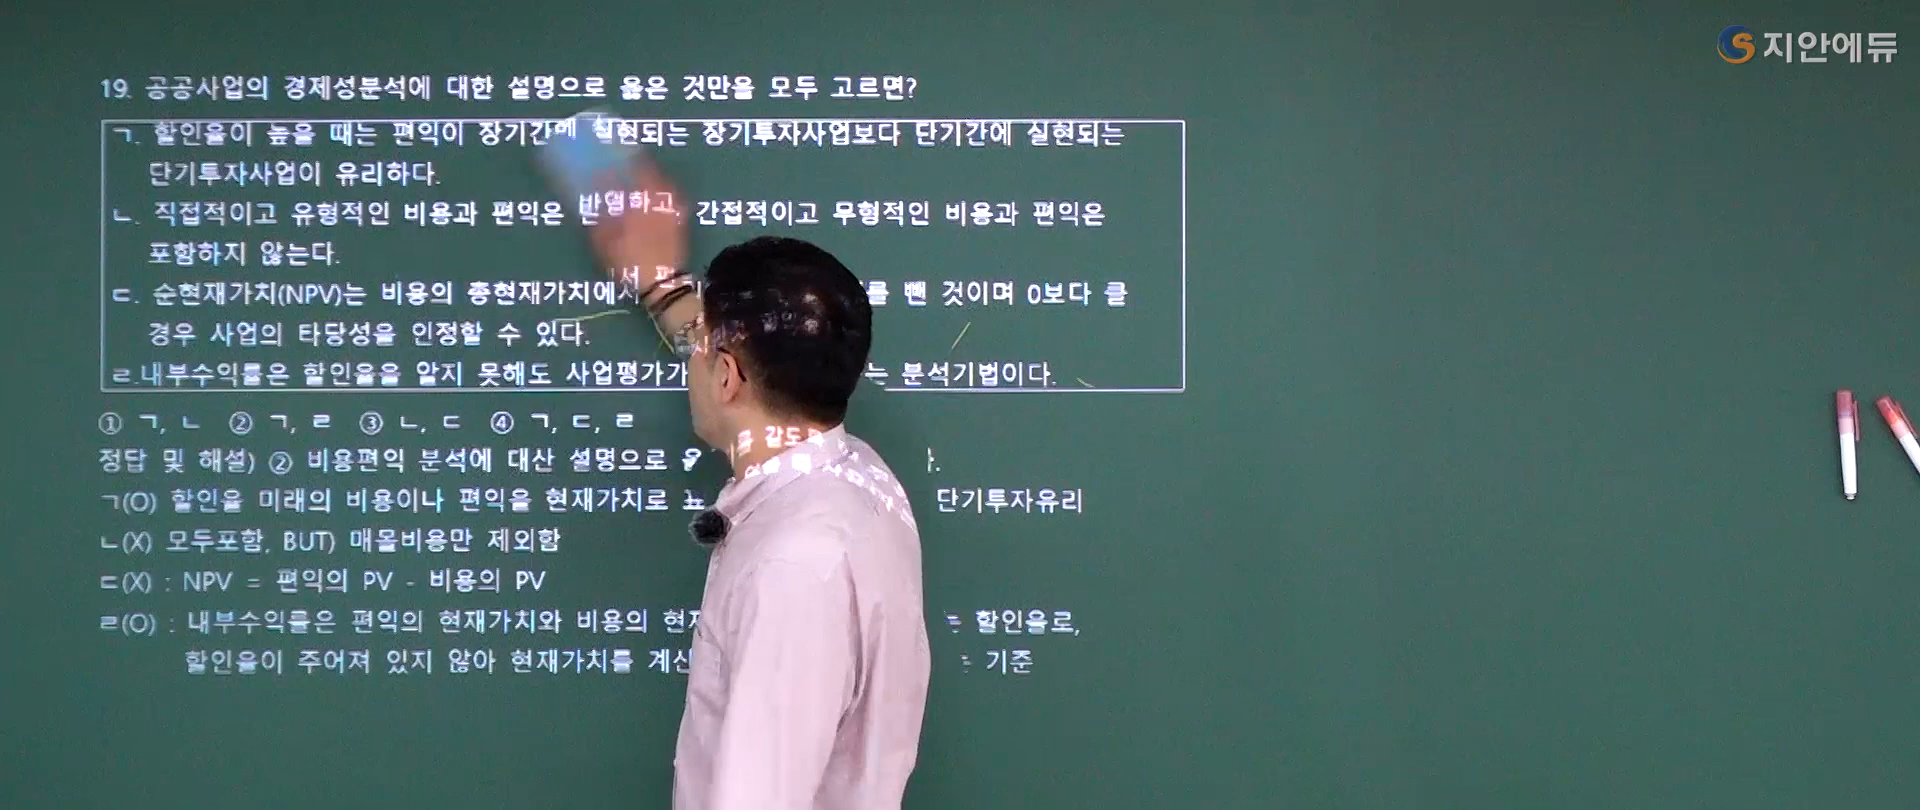 지안에듀
19. 공공사업의 경제성분석에 대한 설명으로 옳은 것만을 모두 고르면?
ㄱ. 할인율이 높을 때는 편익이 장기간에 실현되는 장기투자사업보다 단기간에 실현되는
단기투자사업이 유리하다.
ㄴ. 직접적이고 유형적인 비용과 편익은 반영하고, 간접적이고 무형적인 비용과 편익은
포함하지 않는다.
ㄷ. 순현재가치(NPV)는 비용의 총현재가치에서 를 뺀 것이며 0보다 클
경우 사업의 타당성을 인정할 수 있다.
ㄹ.내부수익률은 할인율을 알지 못해도 사업평가가 는 분석기법이다.
① ㄱ, ㄴ ② ㄱ, ㄹ ③ ㄴ, ㄷ ④ ㄱ, ㄷ, ㄹ
정답 및 해설) ② 비용편익 분석에 대산 설명으로
ㄱ(O) 할인율 미래의 비용이나 편익을 현재가치로 단기투자유리
ㄴ(X) 모두포함, BUT) 매몰비용만 제외함
ㄷ(X) : NPV = 편익의 PV - 비용의 PV
ㄹ(O) : 내부수익률은 편익의 현재가치와 비용의 할인율로,
할인율이 주어져 있지 않아 현재가치를 기준